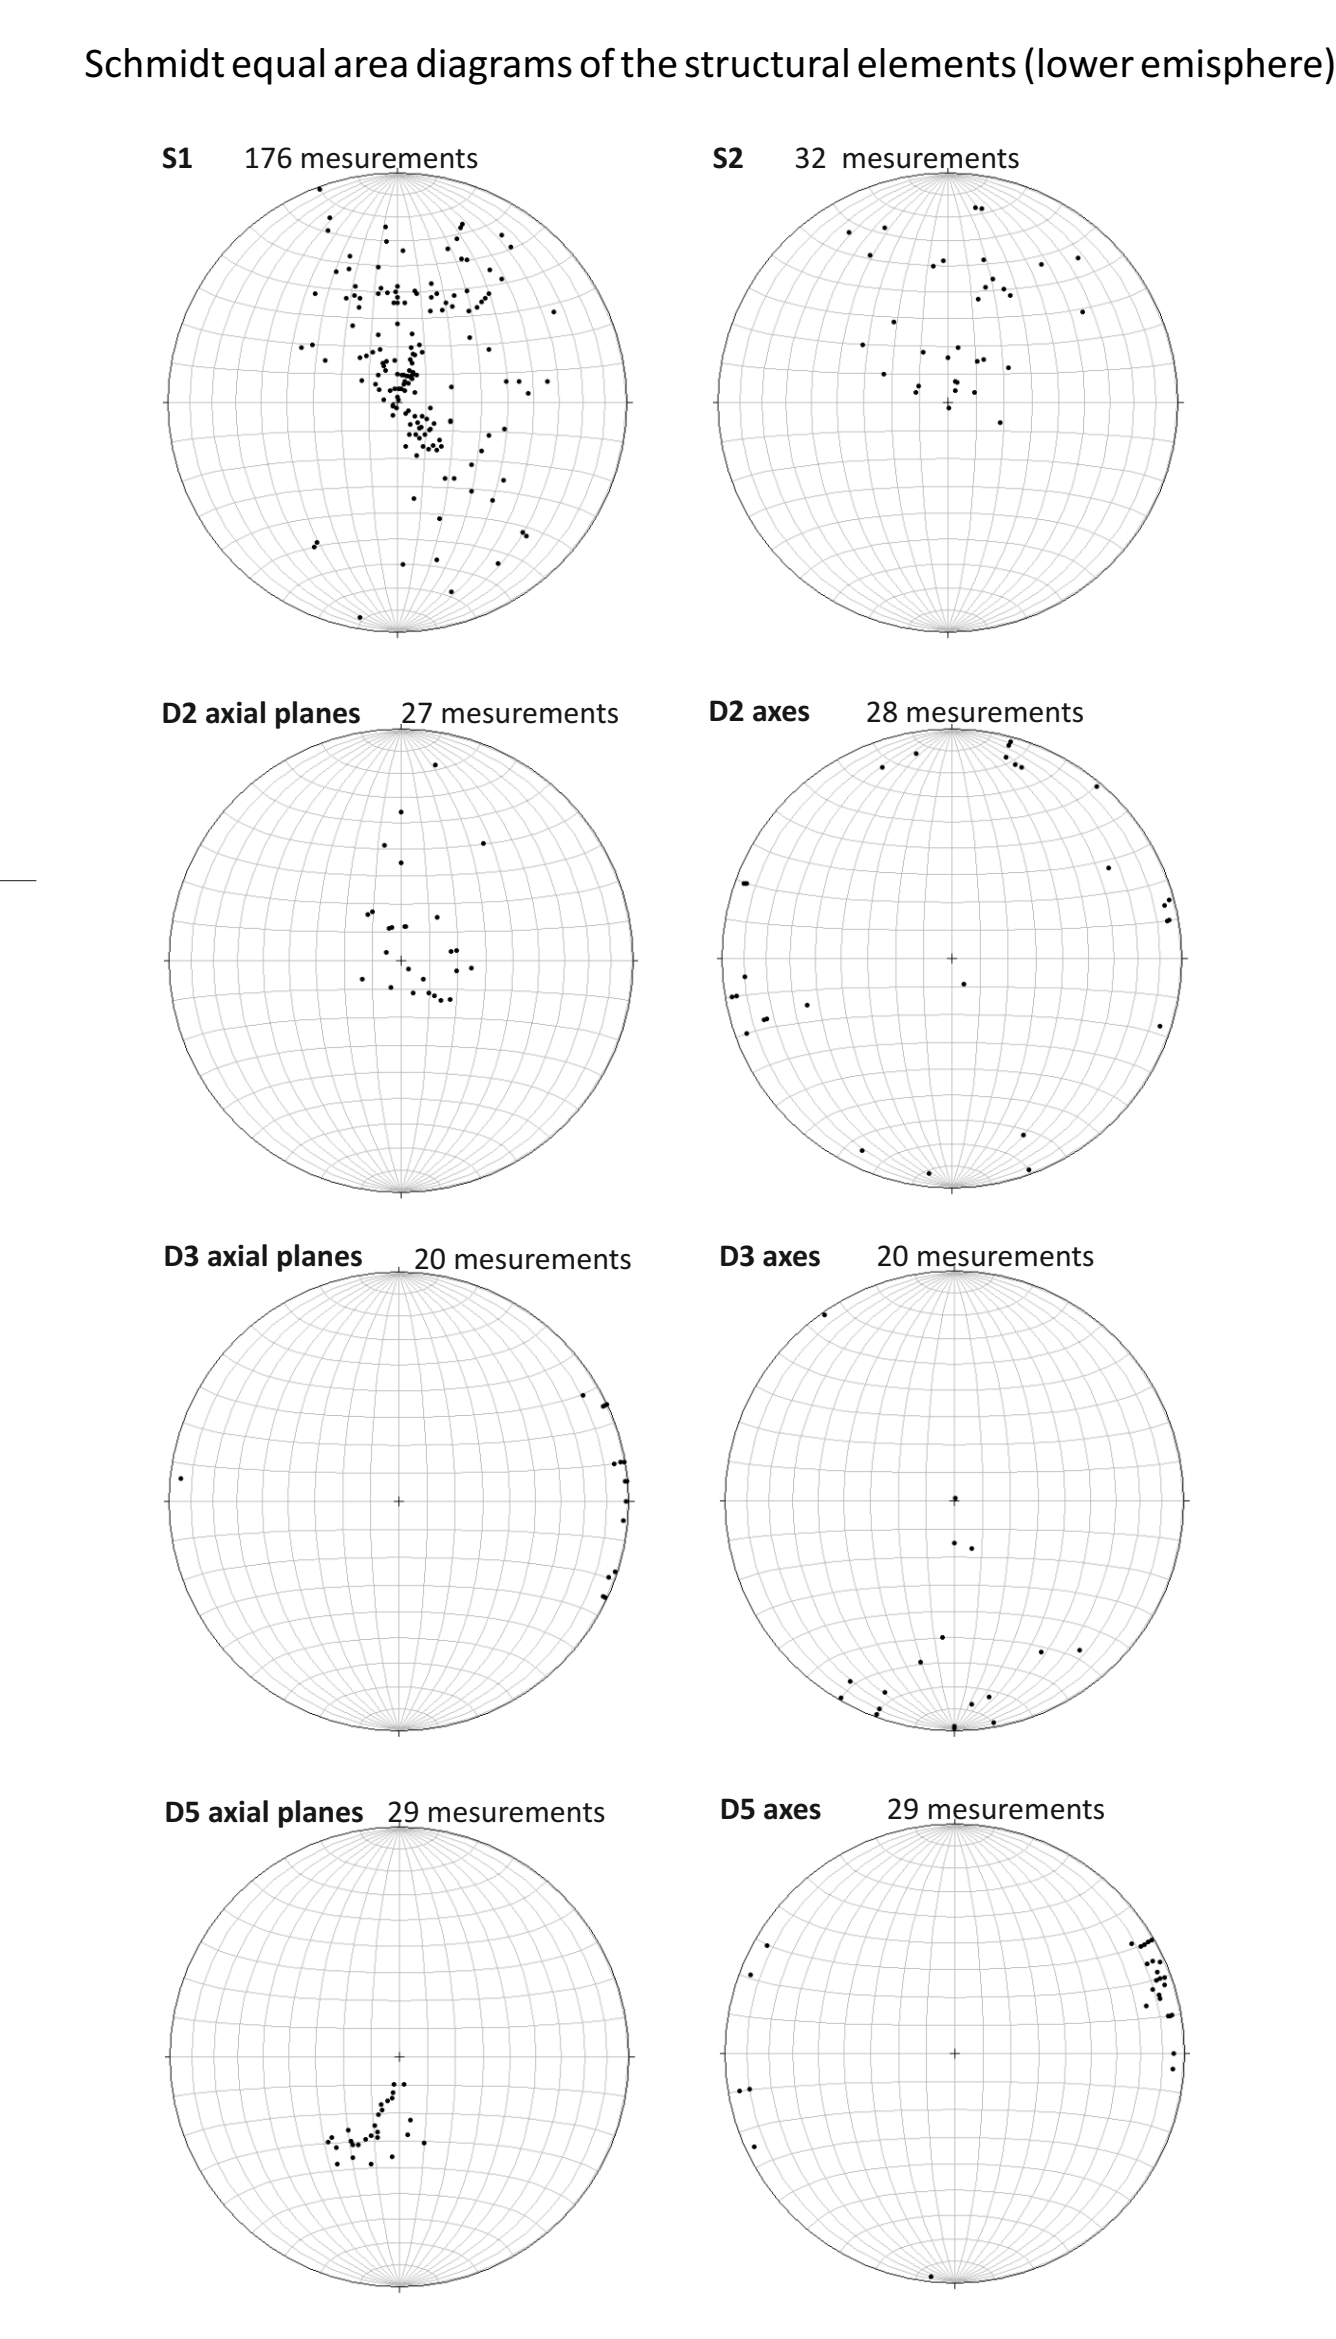 Schmidt equal area diagrams of the structural elements (lower emisphere)
S1 176 mesurements
S2 32 mesurements
D2 axial planes 27 mesurements
D2 axes 28 mesurements
D3 axial planes 20 mesurements
D3 axes 20 mesurements
D5 axial planes 29 mesurements
D5 axes 29 mesurements